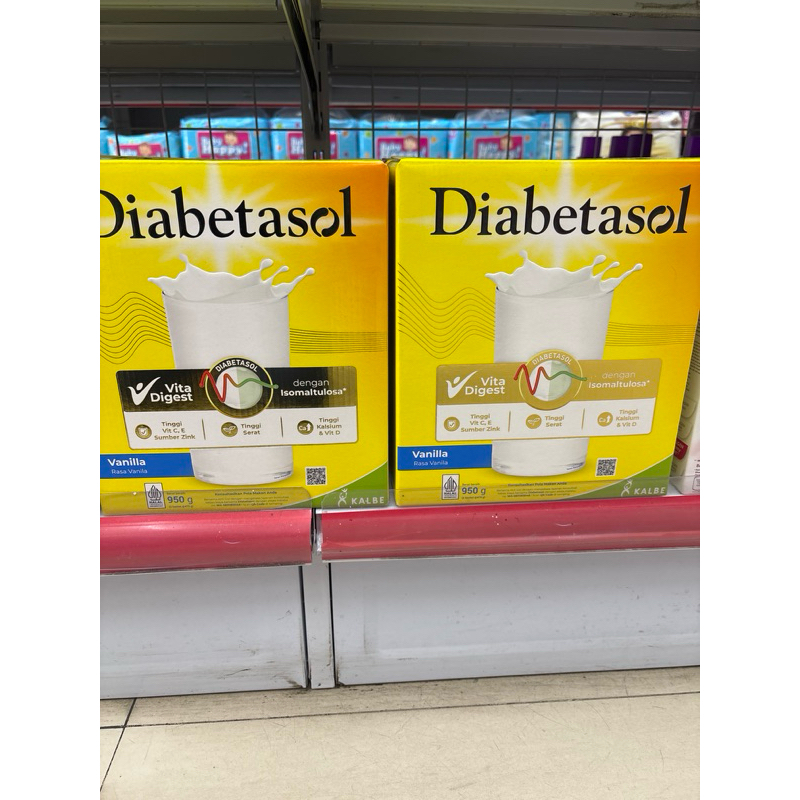 Diabetasol
DIABETASOL
Vita
Digest
dengan
Isomaltulosa*
Tinggi
Vit C, E
Sumber Zink
Tinggi
Serat
Tinggi
Kalsium
& Vit D
Vanilla
Rasa Vanila
950 g
KALBE
Diabetasol
DIABETASOL
Vita
Digest
dengan
Isomaltulosa*
Tinggi
Vit C, E
Sumber Zink
Tinggi
Serat
Tinggi
Kalsium
& Vit D
Vanilla
Rasa Vanila
950 g
KALBE